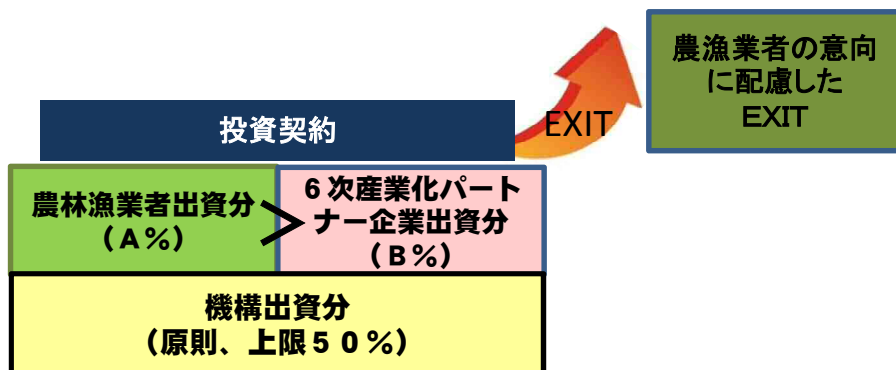 農漁業者の意向
に配慮した
EXIT
EXIT
投資契約
農林漁業者出資分
(A%)
>
6次産業化パート
ナー企業出資分
(B%)
機構出資分
(原則、上限50%)